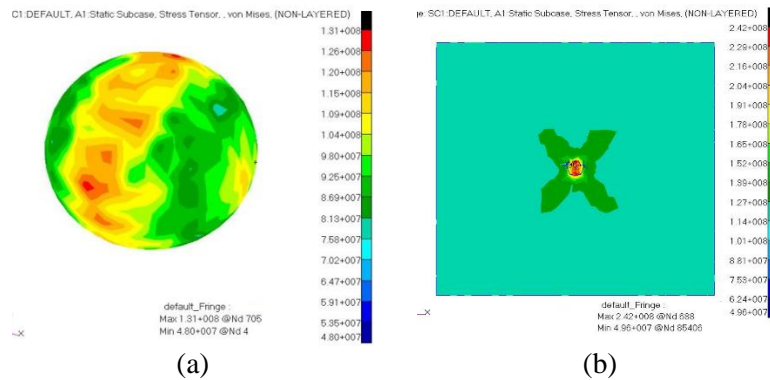 C1:DEFAULT, A1:Static Subcase, Stress Tensor, , von Mises, (NON-LAYERED)
1.31+008
1.26+008
1.20+008
1.15+008
1.09+008
1.04+008
9.80+007
9.25+007
8.69+007
8.13+007
7.58+007
7.02+007
6.47+007
5.91+007
5.35+007
4.80+007
default_Fringe :
Max 1.31+008 @Nd 705
Min 4.80+007 @Nd 4
X
(a)
ge: SC1:DEFAULT, A1:Static Subcase, Stress Tensor, , von Mises, (NON-LAYERED)
2.42+008
2.29+008
2.16+008
2.04+008
1.91+008
1.78+008
1.65+008
1.52+008
1.39+008
1.27+008
1.14+008
1.01+008
8.81+007
7.53+007
6.24+007
4.96+007
default_Fringe :
Max 2.42+008 @Nd 688
Min 4.96+007 @Nd 85406
X
(b)